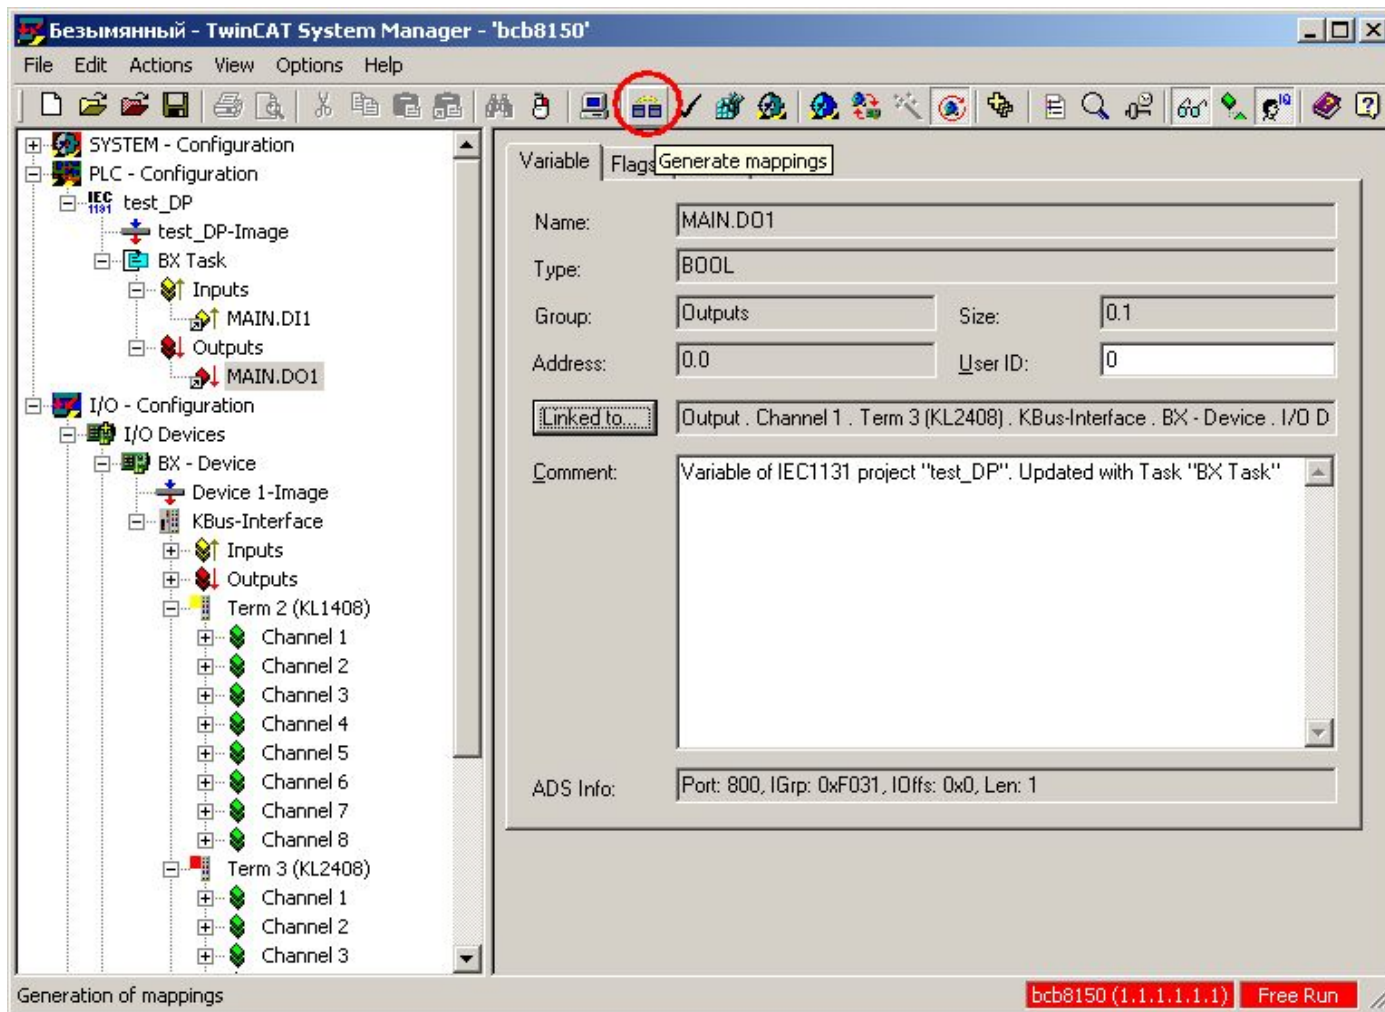 Безымянный - TwinCAT System Manager - 'bcb8150'
File Edit Actions View Options Help
SYSTEM - Configuration
PLC - Configuration
IEC 1131 test_DP
test_DP-Image
BX Task
Inputs
MAIN.DI1
Outputs
MAIN.DO1
I/O - Configuration
I/O Devices
BX - Device
Device 1-Image
KBus-Interface
Inputs
Outputs
Term 2 (KL1408)
Channel 1
Channel 2
Channel 3
Channel 4
Channel 5
Channel 6
Channel 7
Channel 8
Term 3 (KL2408)
Channel 1
Channel 2
Channel 3
Variable Flags
Generate mappings
Name: MAIN.DO1
Type: BOOL
Group: Outputs Size: 0.1
Address: 0.0 User ID: 0
Linked to... Output . Channel 1 . Term 3 (KL2408) . KBus-Interface . BX - Device . I/O D
Comment: Variable of IEC1131 project "test_DP". Updated with Task "BX Task"
ADS Info: Port: 800, IGrp: 0xF031, IOffs: 0x0, Len: 1
Generation of mappings bcb8150 (1.1.1.1.1.1) Free Run